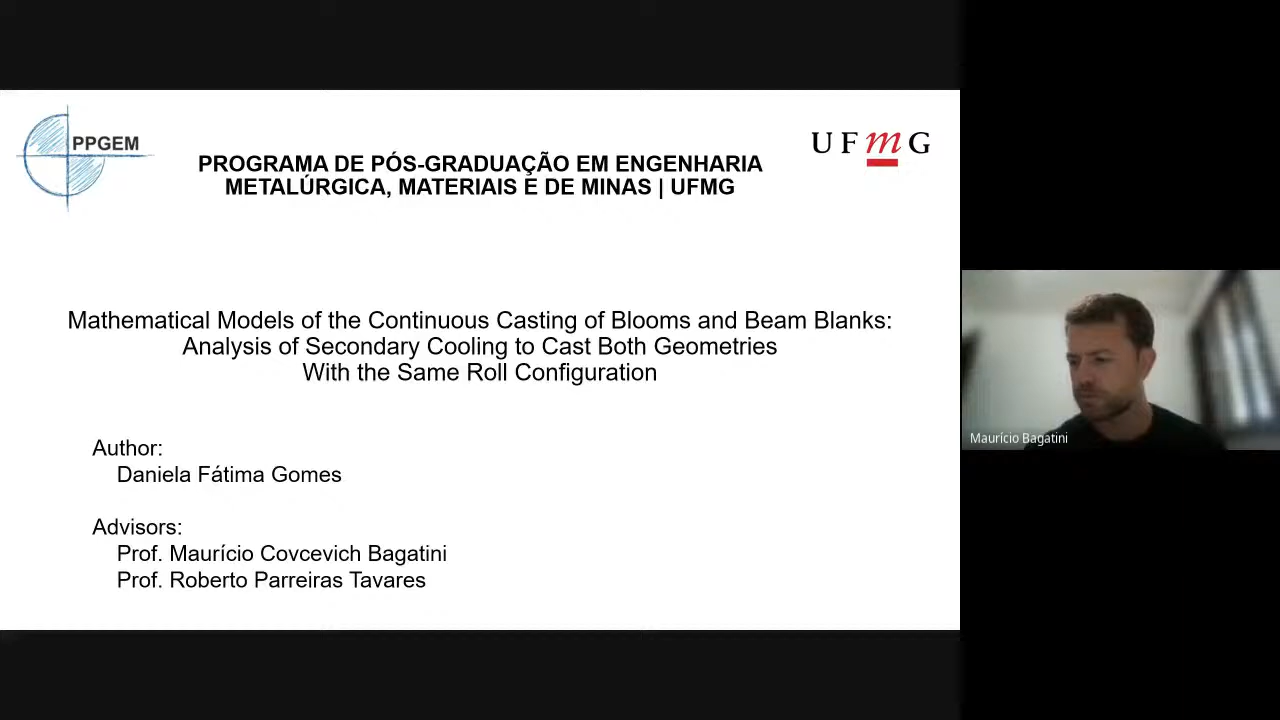 PPGEM
UFmG
PROGRAMA DE PÓS-GRADUAÇÃO EM ENGENHARIA
METALÚRGICA, MATERIAIS E DE MINAS | UFMG
Mathematical Models of the Continuous Casting of Blooms and Beam Blanks:
Analysis of Secondary Cooling to Cast Both Geometries
With the Same Roll Configuration
Author:
Daniela Fátima Gomes
Advisors:
Prof. Maurício Covcevich Bagatini
Prof. Roberto Parreiras Tavares
Maurício Bagatini